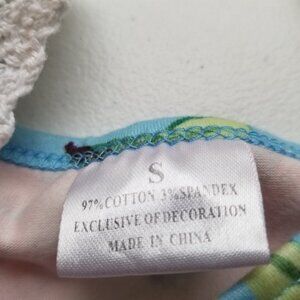 S
97%COTTON 3%SPANDEX
EXCLUSIVE OF DECORATION
MADE IN CHINA